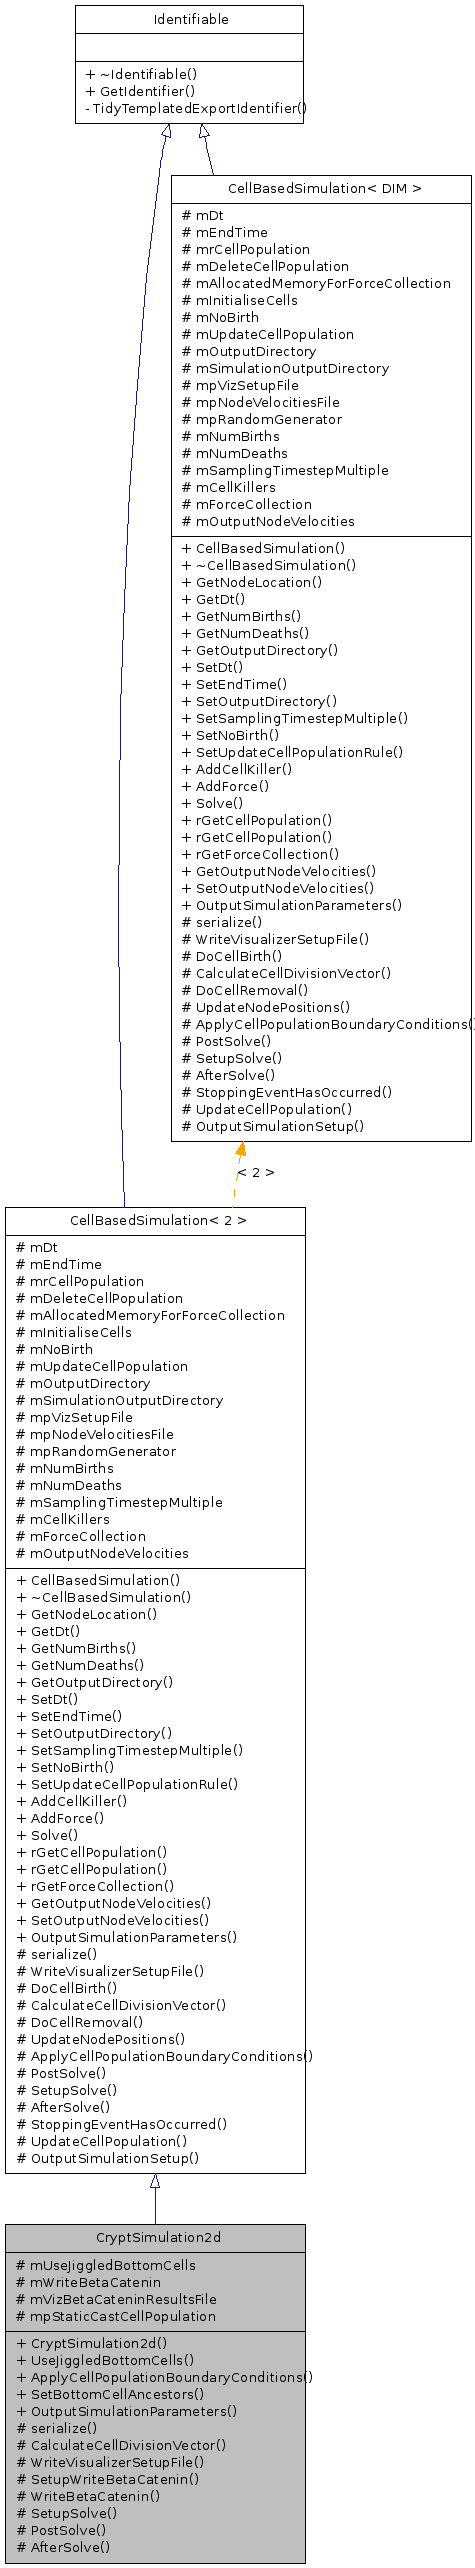 Identifiable
+ ~Identifiable()
+ GetIdentifier()
- TidyTemplatedExportIdentifier()
CellBasedSimulation< DIM >
# mDt
# mEndTime
# mrCellPopulation
# mDeleteCellPopulation
# mAllocatedMemoryForForceCollection
# mInitialiseCells
# mNoBirth
# mUpdateCellPopulation
# mOutputDirectory
# mSimulationOutputDirectory
# mpVizSetupFile
# mpNodeVelocitiesFile
# mpRandomGenerator
# mNumBirths
# mNumDeaths
# mSamplingTimestepMultiple
# mCellKillers
# mForceCollection
# mOutputNodeVelocities
+ CellBasedSimulation()
+ ~CellBasedSimulation()
+ GetNodeLocation()
+ GetDt()
+ GetNumBirths()
+ GetNumDeaths()
+ GetOutputDirectory()
+ SetDt()
+ SetEndTime()
+ SetOutputDirectory()
+ SetSamplingTimestepMultiple()
+ SetNoBirth()
+ SetUpdateCellPopulationRule()
+ AddCellKiller()
+ AddForce()
+ Solve()
+ rGetCellPopulation()
+ rGetCellPopulation()
+ rGetForceCollection()
+ GetOutputNodeVelocities()
+ SetOutputNodeVelocities()
+ OutputSimulationParameters()
# serialize()
# WriteVisualizerSetupFile()
# DoCellBirth()
# CalculateCellDivisionVector()
# DoCellRemoval()
# UpdateNodePositions()
# ApplyCellPopulationBoundaryConditions()
# PostSolve()
# SetupSolve()
# AfterSolve()
# StoppingEventHasOccurred()
# UpdateCellPopulation()
# OutputSimulationSetup()
< 2 >
CellBasedSimulation< 2 >
# mDt
# mEndTime
# mrCellPopulation
# mDeleteCellPopulation
# mAllocatedMemoryForForceCollection
# mInitialiseCells
# mNoBirth
# mUpdateCellPopulation
# mOutputDirectory
# mSimulationOutputDirectory
# mpVizSetupFile
# mpNodeVelocitiesFile
# mpRandomGenerator
# mNumBirths
# mNumDeaths
# mSamplingTimestepMultiple
# mCellKillers
# mForceCollection
# mOutputNodeVelocities
+ CellBasedSimulation()
+ ~CellBasedSimulation()
+ GetNodeLocation()
+ GetDt()
+ GetNumBirths()
+ GetNumDeaths()
+ GetOutputDirectory()
+ SetDt()
+ SetEndTime()
+ SetOutputDirectory()
+ SetSamplingTimestepMultiple()
+ SetNoBirth()
+ SetUpdateCellPopulationRule()
+ AddCellKiller()
+ AddForce()
+ Solve()
+ rGetCellPopulation()
+ rGetCellPopulation()
+ rGetForceCollection()
+ GetOutputNodeVelocities()
+ SetOutputNodeVelocities()
+ OutputSimulationParameters()
# serialize()
# WriteVisualizerSetupFile()
# DoCellBirth()
# CalculateCellDivisionVector()
# DoCellRemoval()
# UpdateNodePositions()
# ApplyCellPopulationBoundaryConditions()
# PostSolve()
# SetupSolve()
# AfterSolve()
# StoppingEventHasOccurred()
# UpdateCellPopulation()
# OutputSimulationSetup()
CryptSimulation2d
# mUseJiggledBottomCells
# mWriteBetaCatenin
# mVizBetaCateninResultsFile
# mpStaticCastCellPopulation
+ CryptSimulation2d()
+ UseJiggledBottomCells()
+ ApplyCellPopulationBoundaryConditions()
+ SetBottomCellAncestors()
+ OutputSimulationParameters()
# serialize()
# CalculateCellDivisionVector()
# WriteVisualizerSetupFile()
# SetupWriteBetaCatenin()
# WriteBetaCatenin()
# SetupSolve()
# PostSolve()
# AfterSolve()